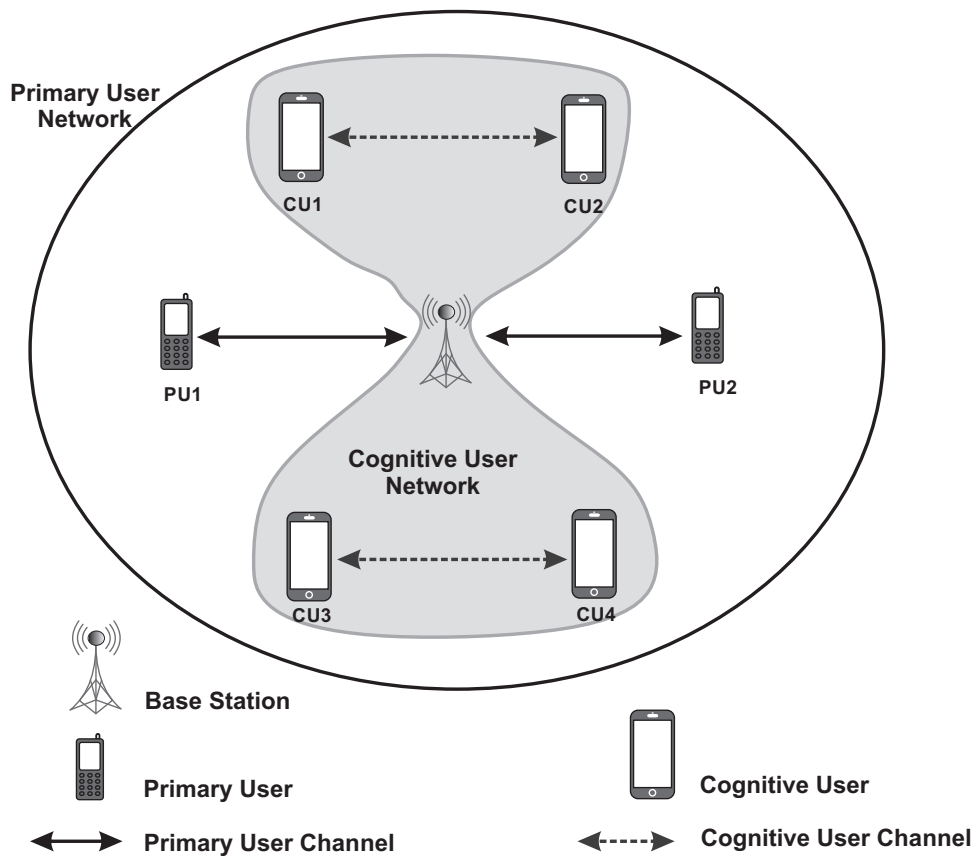 Primary User
Network
CU1
CU2
PU1
PU2
Cognitive User
Network
CU3
CU4
Base Station
Primary User
Cognitive User
Primary User Channel
Cognitive User Channel